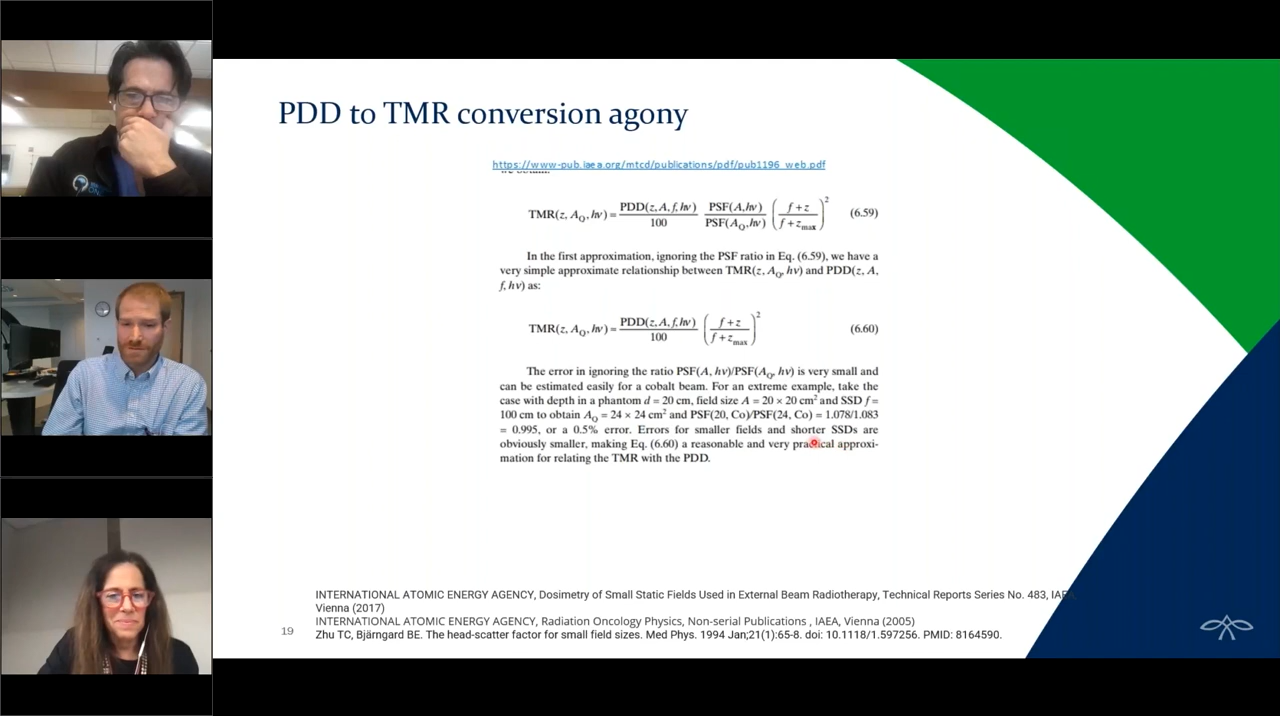 PDD to TMR conversion agony
https://www-pub.iaea.org/mtcd/publications/pdf/pub1196_web.pdf
we obtain:
TMR(z, A_Q, hν) = PDD(z, A, f, hν)/100 PSF(A, hν)/PSF(A_Q, hν) ((f + z)/(f + z_max))² (6.59)
In the first approximation, ignoring the PSF ratio in Eq. (6.59), we have a
very simple approximate relationship between TMR(z, A_Q, hν) and PDD(z, A,
f, hν) as:
TMR(z, A_Q, hν) = PDD(z, A, f, hν)/100 ((f + z)/(f + z_max))² (6.60)
The error in ignoring the ratio PSF(A, hν)/PSF(A_Q, hν) is very small and
can be estimated easily for a cobalt beam. For an extreme example, take the
case with depth in a phantom d = 20 cm, field size A = 20 × 20 cm² and SSD f =
100 cm to obtain A_Q = 24 × 24 cm² and PSF(20, Co)/PSF(24, Co) = 1.078/1.083
= 0.995, or a 0.5% error. Errors for smaller fields and shorter SSDs are
obviously smaller, making Eq. (6.60) a reasonable and very practical approxi-
mation for relating the TMR with the PDD.
INTERNATIONAL ATOMIC ENERGY AGENCY, Dosimetry of Small Static Fields Used in External Beam Radiotherapy, Technical Reports Series No. 483, IAEA,
Vienna (2017)
INTERNATIONAL ATOMIC ENERGY AGENCY, Radiation Oncology Physics, Non-serial Publications , IAEA, Vienna (2005)
19
Zhu TC, Bjärngard BE. The head-scatter factor for small field sizes. Med Phys. 1994 Jan;21(1):65-8. doi: 10.1118/1.597256. PMID: 8164590.